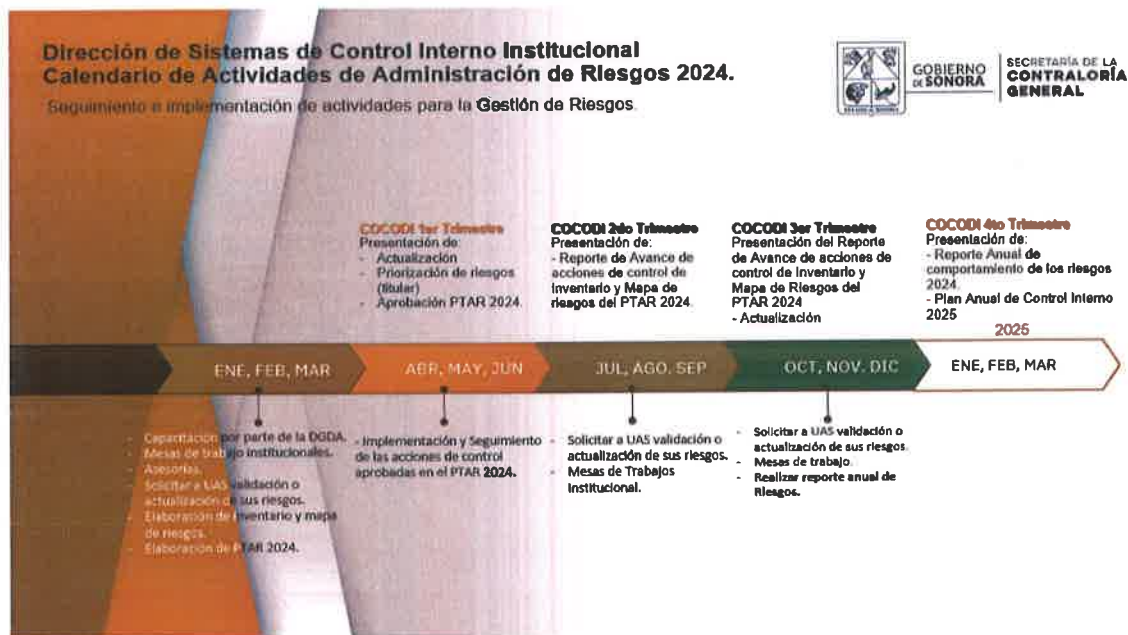 Dirección de Sistemas de Control Interno Institucional
Calendario de Actividades de Administración de Riesgos 2024.
Seguimiento e implementación de actividades para la Gestión de Riesgos.
GOBIERNO
DE SONORA
SECRETARÍA DE LA
CONTRALORÍA
GENERAL
COCODI 1er Trimestre
Presentación de:
- Actualización
- Priorización de riesgos
(titular)
- Aprobación PTAR 2024.
COCODI 2do Trimestre
Presentación de:
- Reporte de Avance de
acciones de control de
Inventario y Mapa de
riesgos del PTAR 2024.
COCODI 3er Trimestre
Presentación del Reporte
de Avance de acciones de
control de Inventario y
Mapa de Riesgos del
PTAR 2024
- Actualización
COCODI 4to Trimestre
Presentación de:
- Reporte Anual de
comportamiento de los riesgos
2024.
- Plan Anual de Control Interno
2025
2025
ENE, FEB, MAR
ABR, MAY, JUN
JUL, AGO. SEP
OCT, NOV. DIC
ENE, FEB, MAR
- Capacitación por parte de la DGDA.
- Mesas de trabajo institucionales.
- Asesorías.
- Solicitar a UAS validación o
actualización de sus riesgos.
- Elaboración de inventario y mapa
de riesgos.
- Elaboración de PTAR 2024.
- Implementación y Seguimiento
de las acciones de control
aprobadas en el PTAR 2024.
- Solicitar a UAS validación o
actualización de sus riesgos.
- Mesas de Trabajos
Institucional.
- Solicitar a UAS validación o
actualización de sus riesgos.
- Mesas de trabajo.
- Realizar reporte anual de
Riesgos.